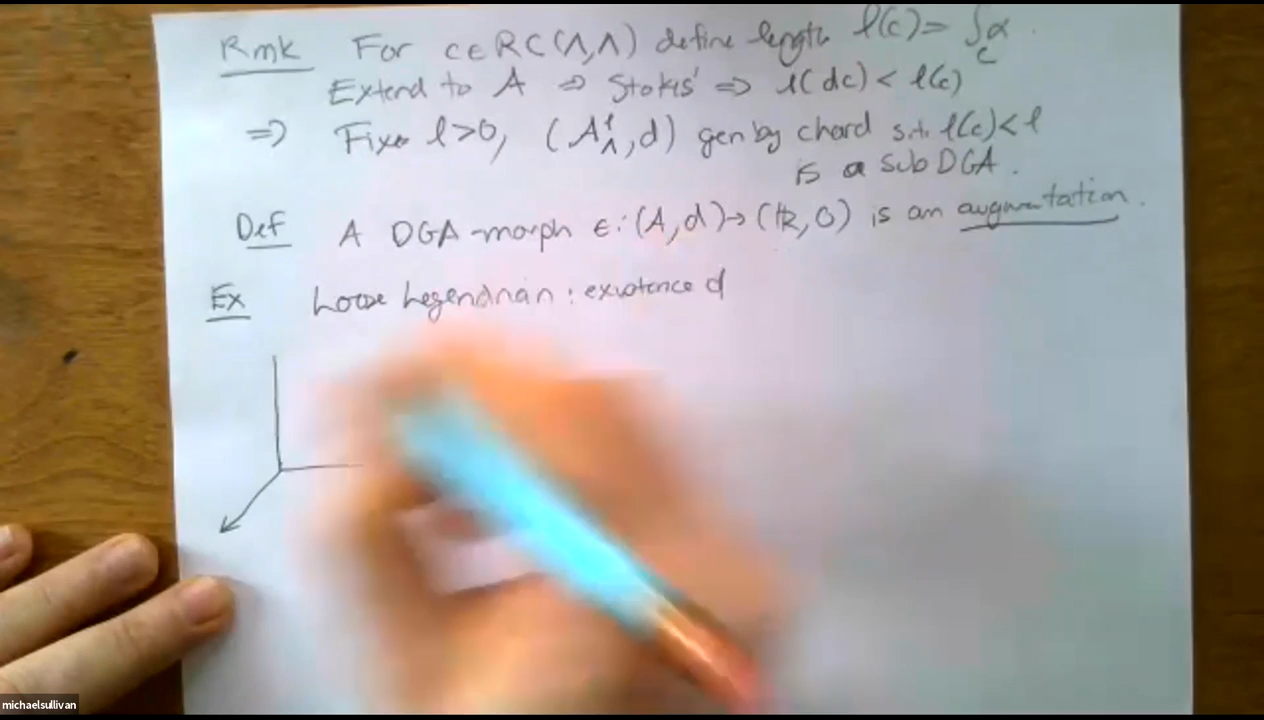 Rmk For c∈RC(Λ,Λ) define length l(c)=∫_c α.
Extend to A ⇒ Stokes' ⇒ l(dc)<l(c)
⇒ Fix l>0, (A^l_Λ,d) gen by chord s.t. l(c)<l
is a sub DGA.
Def A DGA-morph ϵ:(A,d)→(k,0) is an augmentation.
Ex Loose Legendrian: existence of
michaelsullivan